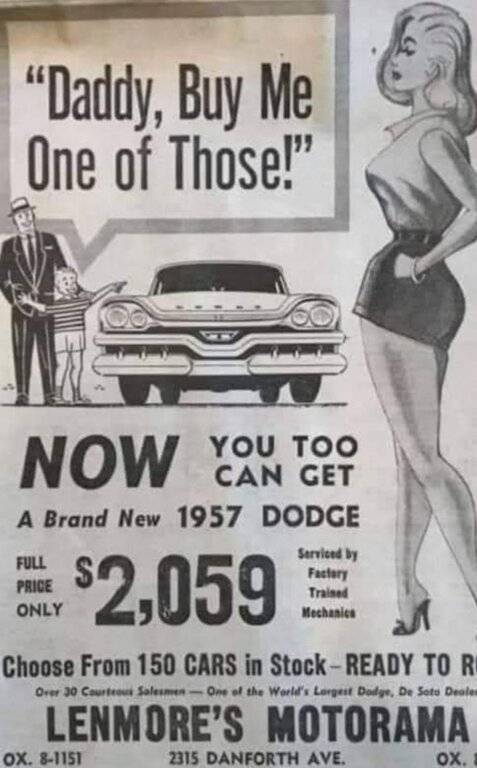 “Daddy, Buy Me
One of Those!”
DODGE
NOW YOU TOO
CAN GET
A Brand New 1957 DODGE
FULL
PRICE
ONLY
$2,059
Serviced by
Factory
Trained
Mechanics
Choose From 150 CARS in Stock – READY TO R
Over 30 Courteous Salesmen — One of the World's Largest Dodge, De Soto Deale
LENMORE'S MOTORAMA
OX. 8-1151 2315 DANFORTH AVE. OX.